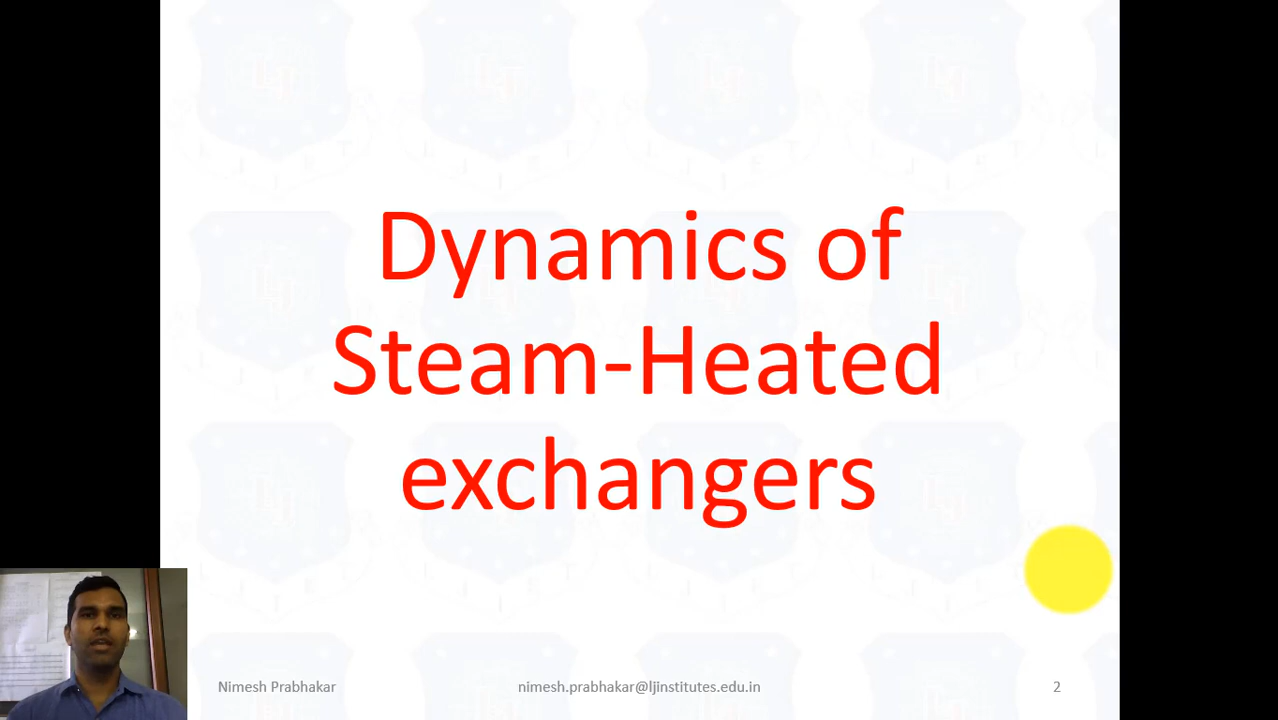 Dynamics of
Steam-Heated
exchangers
Nimesh Prabhakar
nimesh.prabhakar@ljinstitutes.edu.in
2